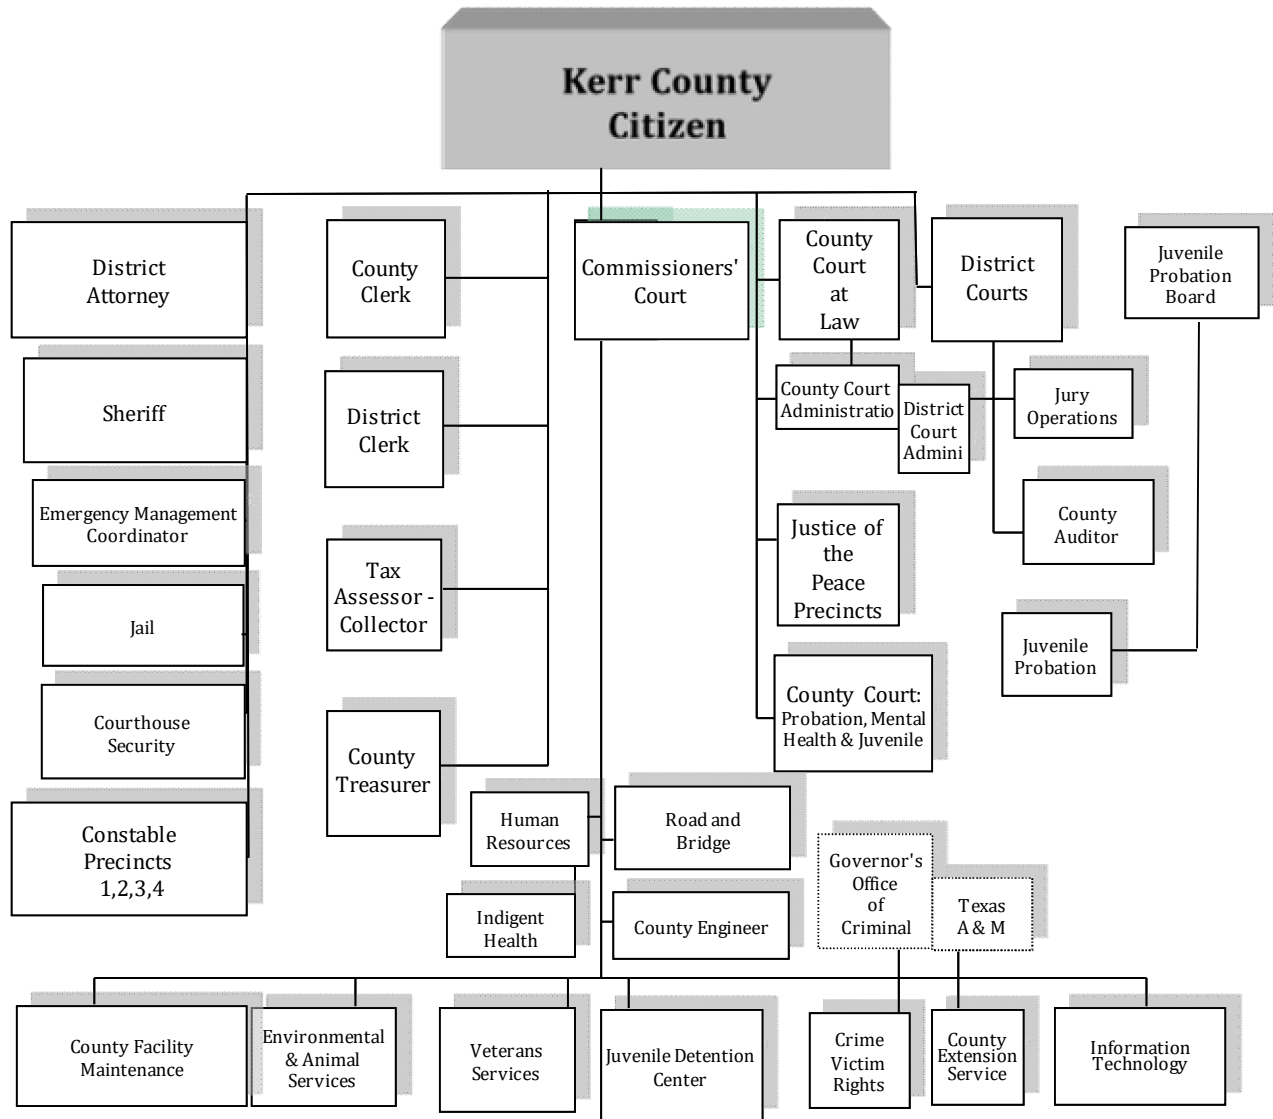 Kerr County
Citizen
District
Attorney
County
Clerk
Commissioners'
Court
County
Court
at
Law
District
Courts
Juvenile
Probation
Board
Sheriff
District
Clerk
County Court
Administratio
District
Court
Admini
Jury
Operations
Emergency Management
Coordinator
County
Auditor
Justice of
the
Peace
Precincts
Jail
Tax
Assessor -
Collector
Juvenile
Probation
Courthouse
Security
County Court:
Probation, Mental
Health & Juvenile
County
Treasurer
Constable
Precincts
1,2,3,4
Human
Resources
Road and
Bridge
Governor's
Office
of
Criminal
Texas
A & M
Indigent
Health
County Engineer
County Facility
Maintenance
Environmental
& Animal
Services
Veterans
Services
Juvenile Detention
Center
Crime
Victim
Rights
County
Extension
Service
Information
Technology